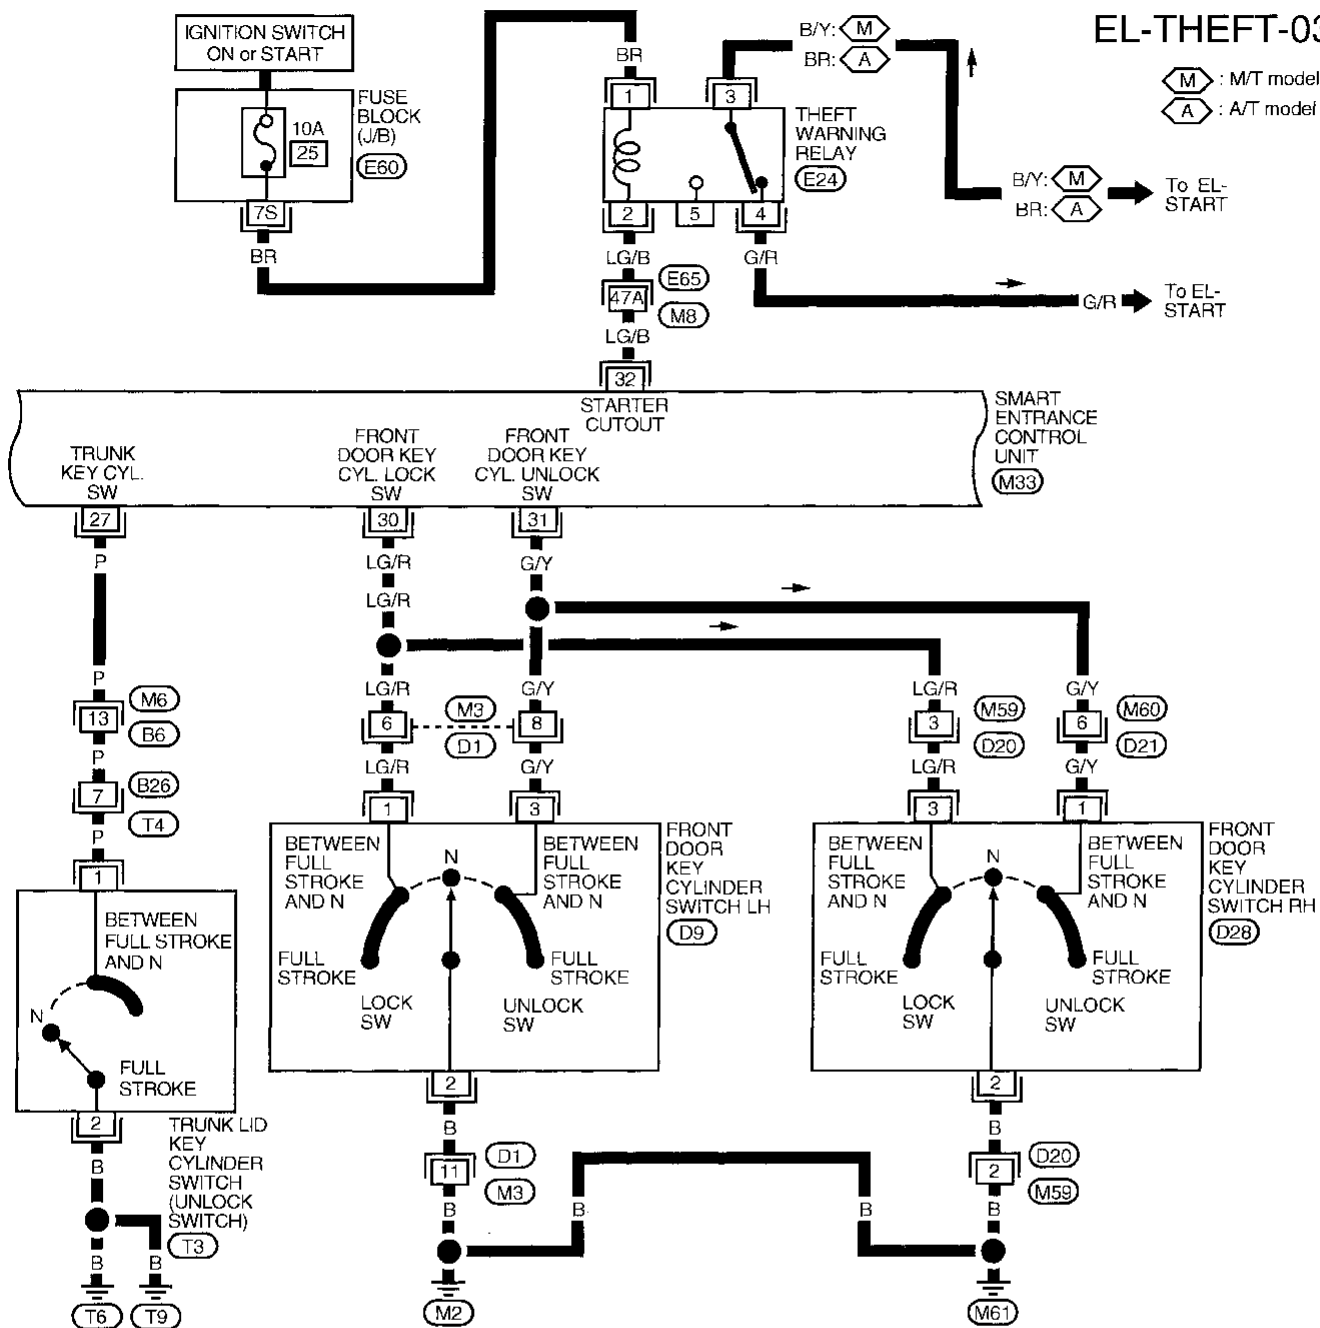 EL-THEFT-03
IGNITION SWITCH
ON or START
FUSE
BLOCK
(J/B)
10A
25
E60
7S
BR
BR
1
3
THEFT
WARNING
RELAY
E24
2
5
4
B/Y: M
BR: A
M : M/T model
A : A/T model
B/Y: M
BR: A
To EL-
START
LG/B
G/R
E65
47A
M8
G/R
To EL-
START
LG/B
32
STARTER
CUTOUT
SMART
ENTRANCE
CONTROL
UNIT
M33
TRUNK
KEY CYL.
SW
FRONT
DOOR KEY
CYL. LOCK
SW
FRONT
DOOR KEY
CYL. UNLOCK
SW
27
30
31
P
LG/R
G/Y
LG/R
P
LG/R
G/Y
LG/R
G/Y
13
M6
B6
6
M3
D1
8
3
M59
D20
6
M60
D21
P
LG/R
G/Y
LG/R
G/Y
7
B26
T4
P
1
1
3
3
1
BETWEEN
FULL STROKE
AND N
N
FULL
STROKE
2
TRUNK LID
KEY
CYLINDER
SWITCH
(UNLOCK
SWITCH)
T3
BETWEEN
FULL
STROKE
AND N
N
BETWEEN
FULL
STROKE
AND N
FULL
STROKE
FULL
STROKE
LOCK
SW
UNLOCK
SW
FRONT
DOOR
KEY
CYLINDER
SWITCH LH
D9
2
BETWEEN
FULL
STROKE
AND N
N
BETWEEN
FULL
STROKE
AND N
FULL
STROKE
FULL
STROKE
LOCK
SW
UNLOCK
SW
FRONT
DOOR
KEY
CYLINDER
SWITCH RH
D28
2
B
B
B
11
D1
M3
2
D20
M59
B
B
B
B
B
B
T6
T9
M2
M61